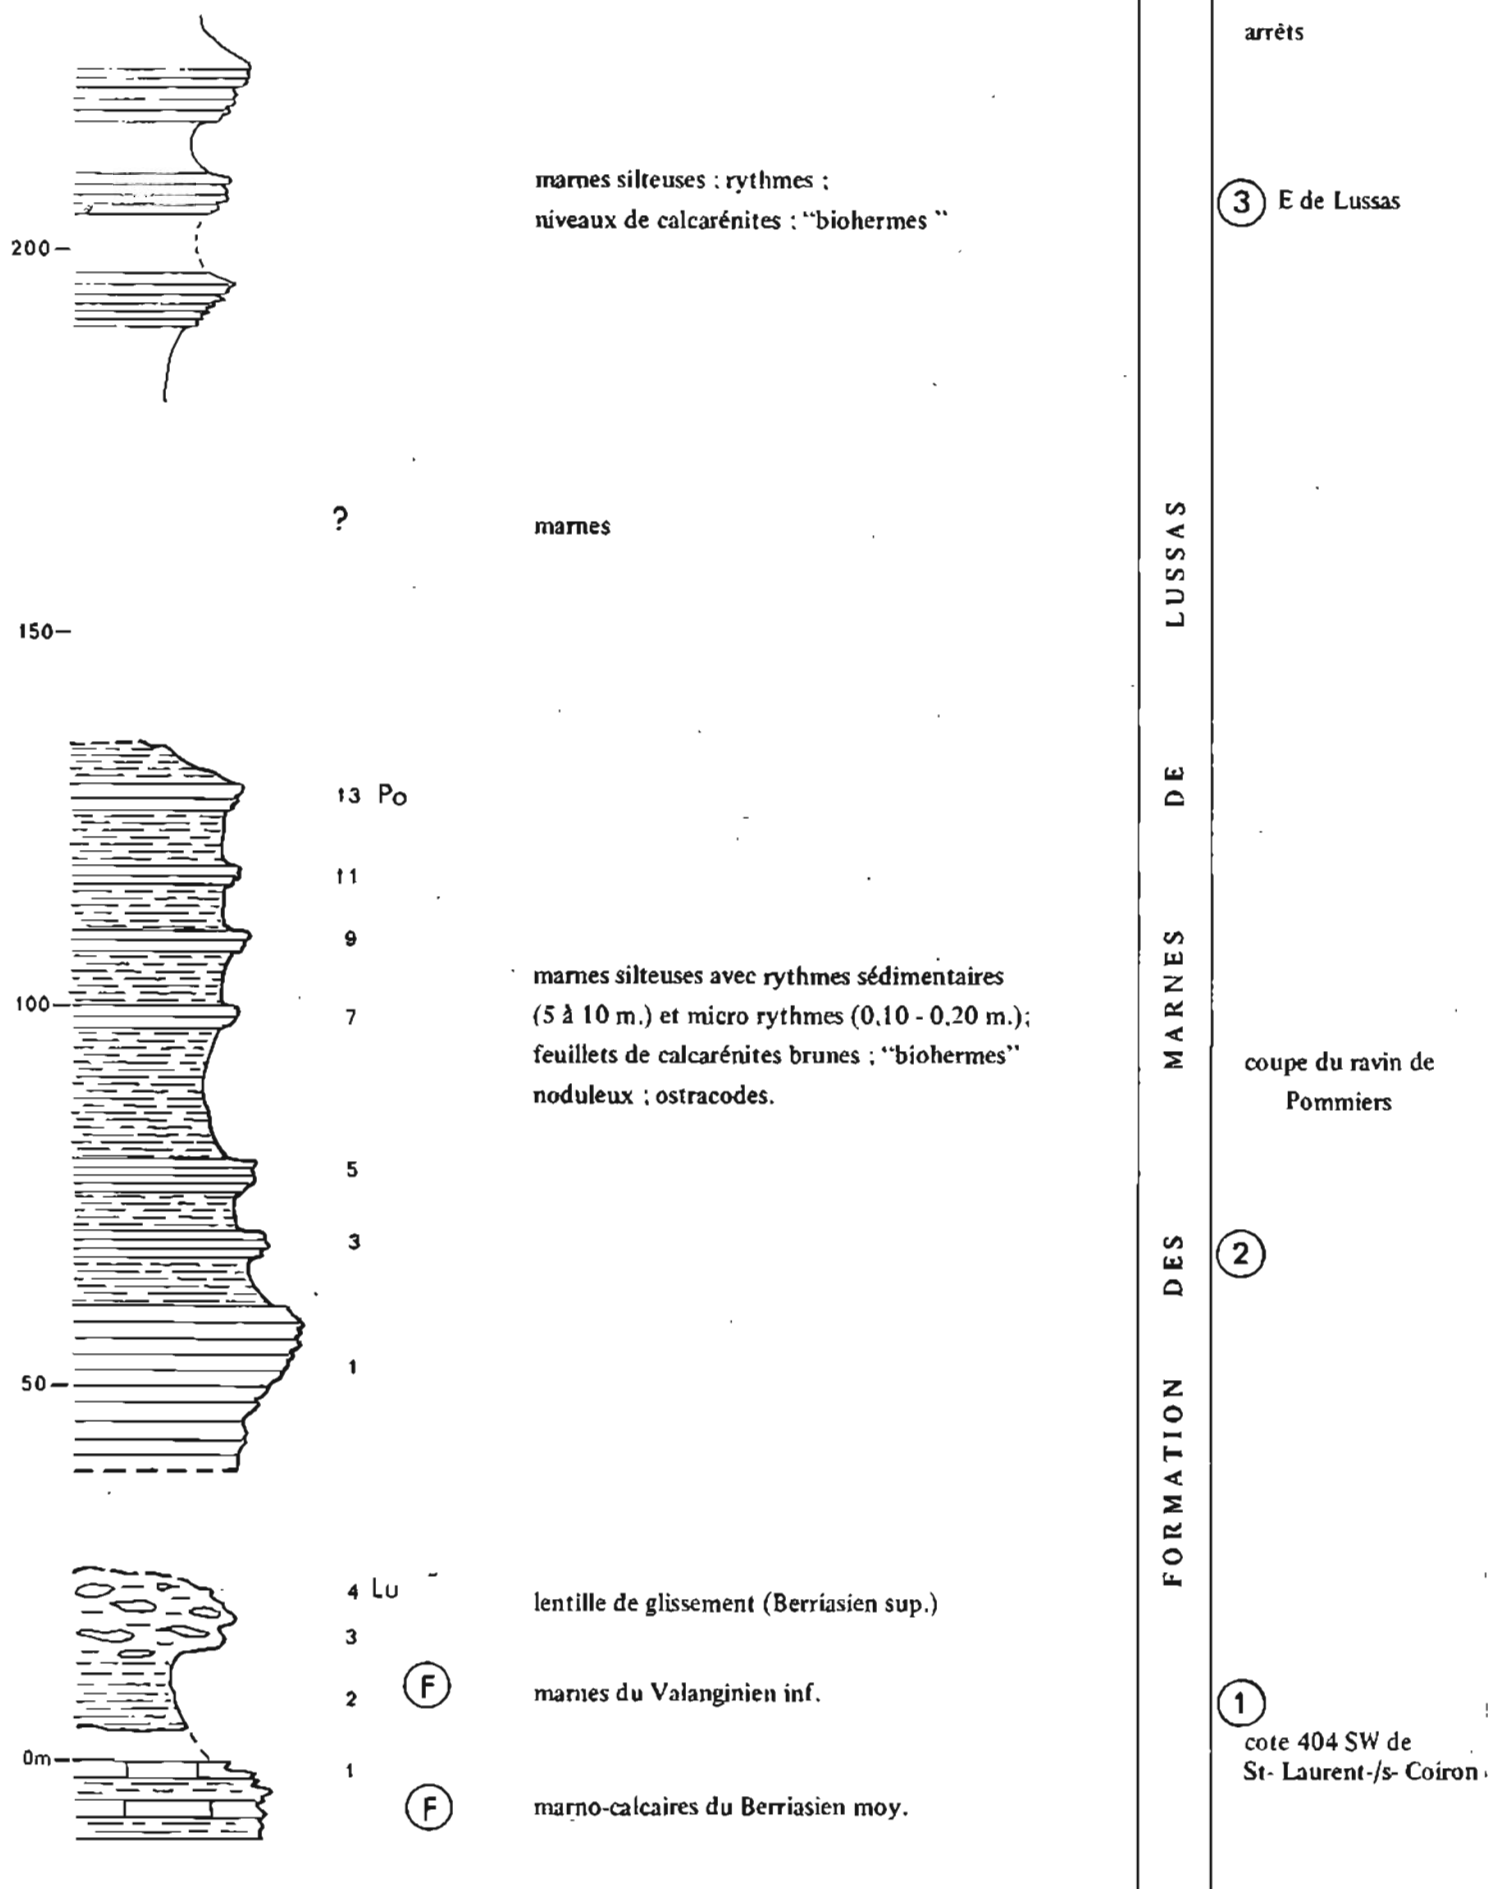 arrêts
marnes silteuses : rythmes :
niveaux de calcarénites : “biohermes ”
3 E de Lussas
200
?
marnes
150
13 Po
11
9
marnes silteuses avec rythmes sédimentaires
100
7
(5 à 10 m.) et micro rythmes (0,10 - 0,20 m.);
feuillets de calcarénites brunes ; “biohermes”
noduleux ; ostracodes.
coupe du ravin de
Pommiers
5
3
2
1
50
4 Lu
lentille de glissement (Berriasien sup.)
3
2
F
marnes du Valanginien inf.
1
cote 404 SW de
St- Laurent-/s- Coiron
0m
1
F
marno-calcaires du Berriasien moy.
FORMATION DES MARNES DE LUSSAS